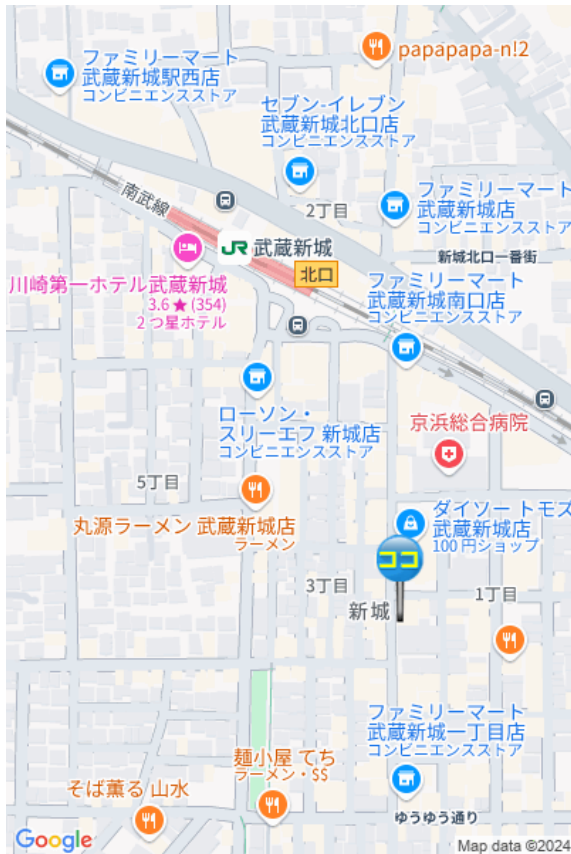 papapapa-n!2
ファミリーマート
武蔵新城駅西店
コンビニエンスストア
セブン-イレブン
武蔵新城北口店
コンビニエンスストア
南武線
2丁目
ファミリーマート
武蔵新城店
コンビニエンスストア
JR 武蔵新城
新城北口一番街
北口
川崎第一ホテル武蔵新城
3.6★(354)
2 つ星ホテル
ファミリーマート
武蔵新城南口店
コンビニエンスストア
ローソン・
スリーエフ 新城店
コンビニエンスストア
京浜総合病院
5丁目
丸源ラーメン 武蔵新城店
ラーメン
ダイソー トモズ
武蔵新城店
100 円ショップ
ココ
3丁目
1丁目
新城
ファミリーマート
武蔵新城一丁目店
コンビニエンスストア
麺小屋 てち
ラーメン・$$
そば薫る 山水
ゆうゆう通り
Google
Map data ©2024